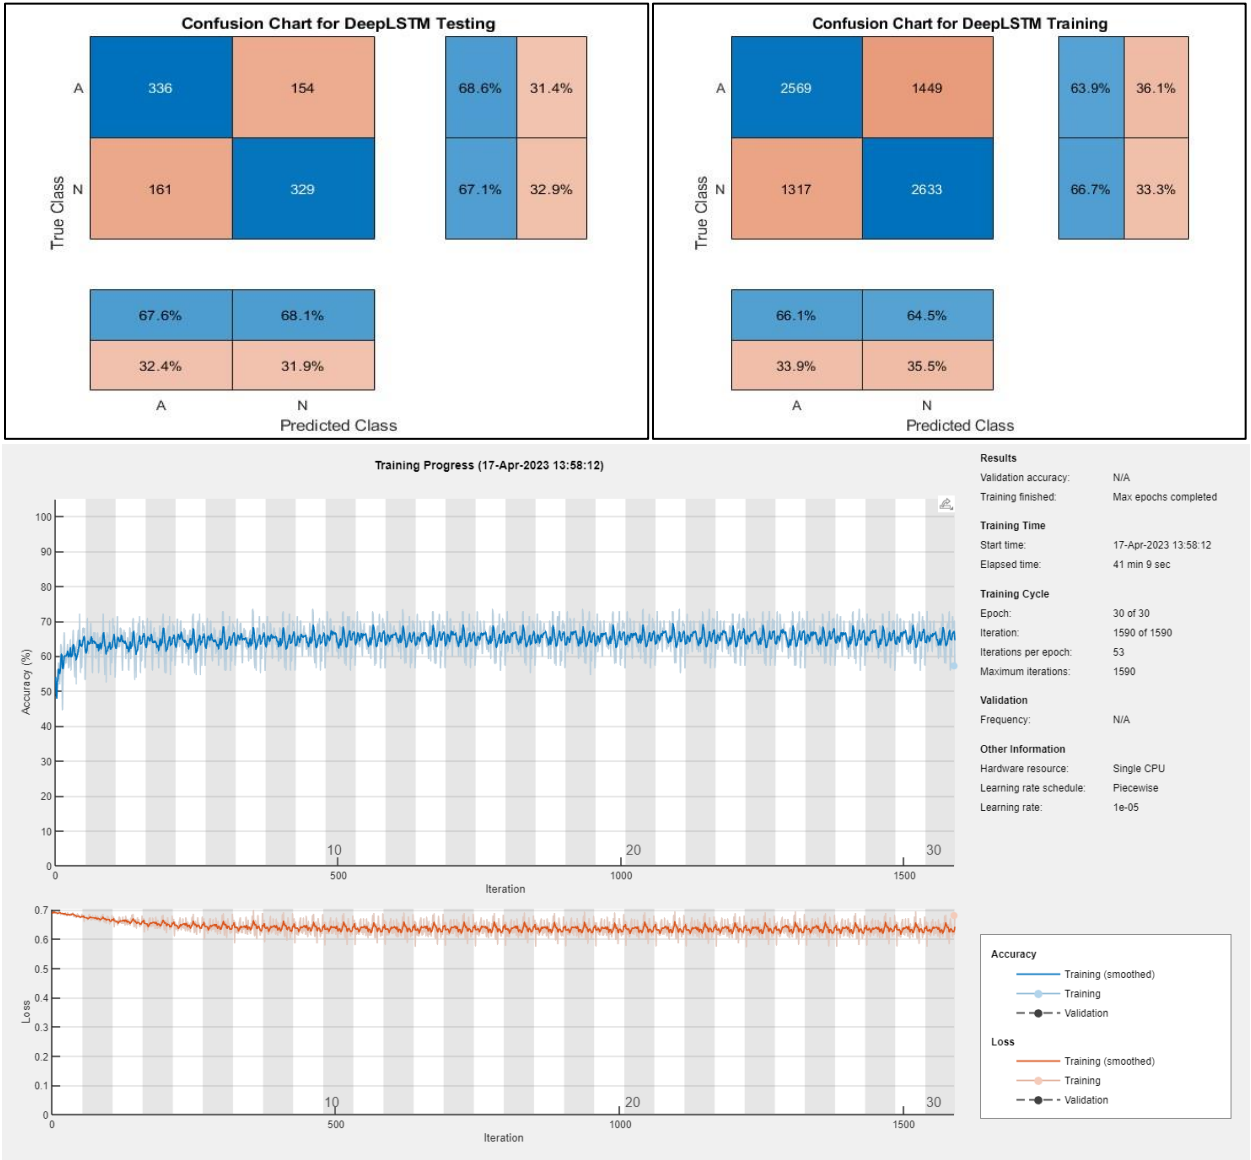 Confusion Chart for DeepLSTM Testing
A 336 154 68.6% 31.4%
N 161 329 67.1% 32.9%
True Class
67.6% 68.1%
32.4% 31.9%
A N
Predicted Class
Confusion Chart for DeepLSTM Training
A 2569 1449 63.9% 36.1%
N 1317 2633 66.7% 33.3%
True Class
66.1% 64.5%
33.9% 35.5%
A N
Predicted Class
Training Progress (17-Apr-2023 13:58:12)
100
90
80
70
60
50
40
30
20
10
0
Accuracy (%)
10 20 30
0 500 1000 1500
Iteration
0.7
0.6
0.5
0.4
0.3
0.2
0.1
0
Loss
10 20 30
0 500 1000 1500
Iteration
Results
Validation accuracy: N/A
Training finished: Max epochs completed
Training Time
Start time: 17-Apr-2023 13:58:12
Elapsed time: 41 min 9 sec
Training Cycle
Epoch: 30 of 30
Iteration: 1590 of 1590
Iterations per epoch: 53
Maximum iterations: 1590
Validation
Frequency: N/A
Other Information
Hardware resource: Single CPU
Learning rate schedule: Piecewise
Learning rate: 1e-05
Accuracy
Training (smoothed)
Training
Validation
Loss
Training (smoothed)
Training
Validation